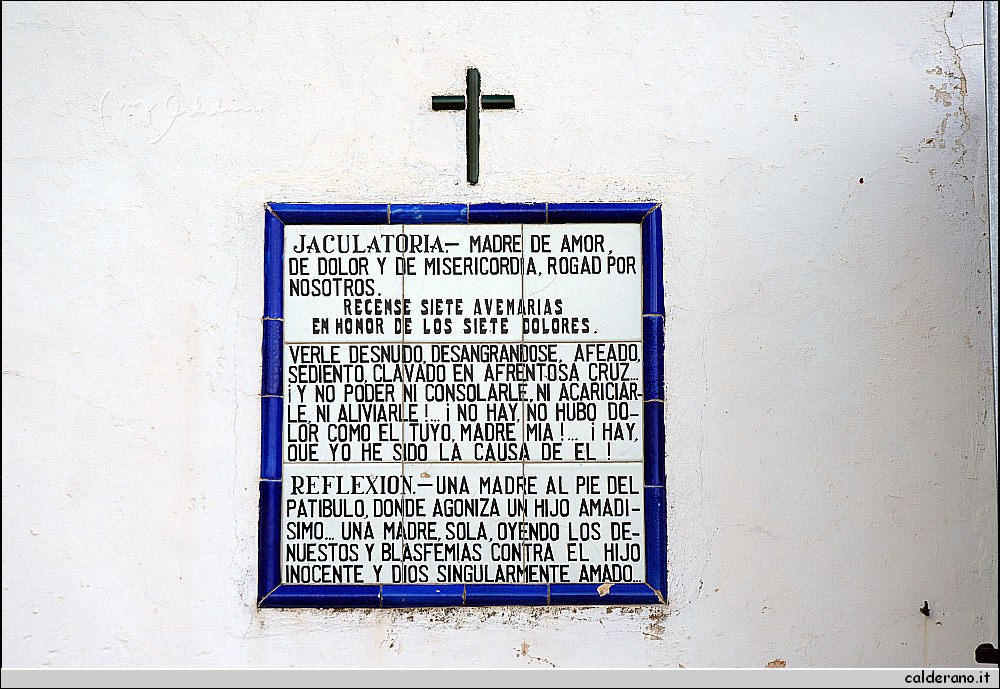 JACULATORIA.— MADRE DE AMOR,
DE DOLOR Y DE MISERICORDIA, ROGAD POR
NOSOTROS.
RECENSE SIETE AVEMARIAS
EN HONOR DE LOS SIETE DOLORES.
VERLE DESNUDO, DESANGRANDOSE, AFEADO,
SEDIENTO, CLAVADO EN AFRENTOSA CRUZ...
¡Y NO PODER NI CONSOLARLE, NI ACARICIAR-
LE, NI ALIVIARLE!... ¡NO HAY, NO HUBO DO-
LOR COMO EL TUYO, MADRE MIA!... ¡HAY,
QUE YO HE SIDO LA CAUSA DE EL!
REFLEXION.—UNA MADRE AL PIE DEL
PATIBULO, DONDE AGONIZA UN HIJO AMADI-
SIMO... UNA MADRE, SOLA, OYENDO LOS DE-
NUESTOS Y BLASFEMIAS CONTRA EL HIJO
INOCENTE Y DIOS SINGULARMENTE AMADO...
calderano.it